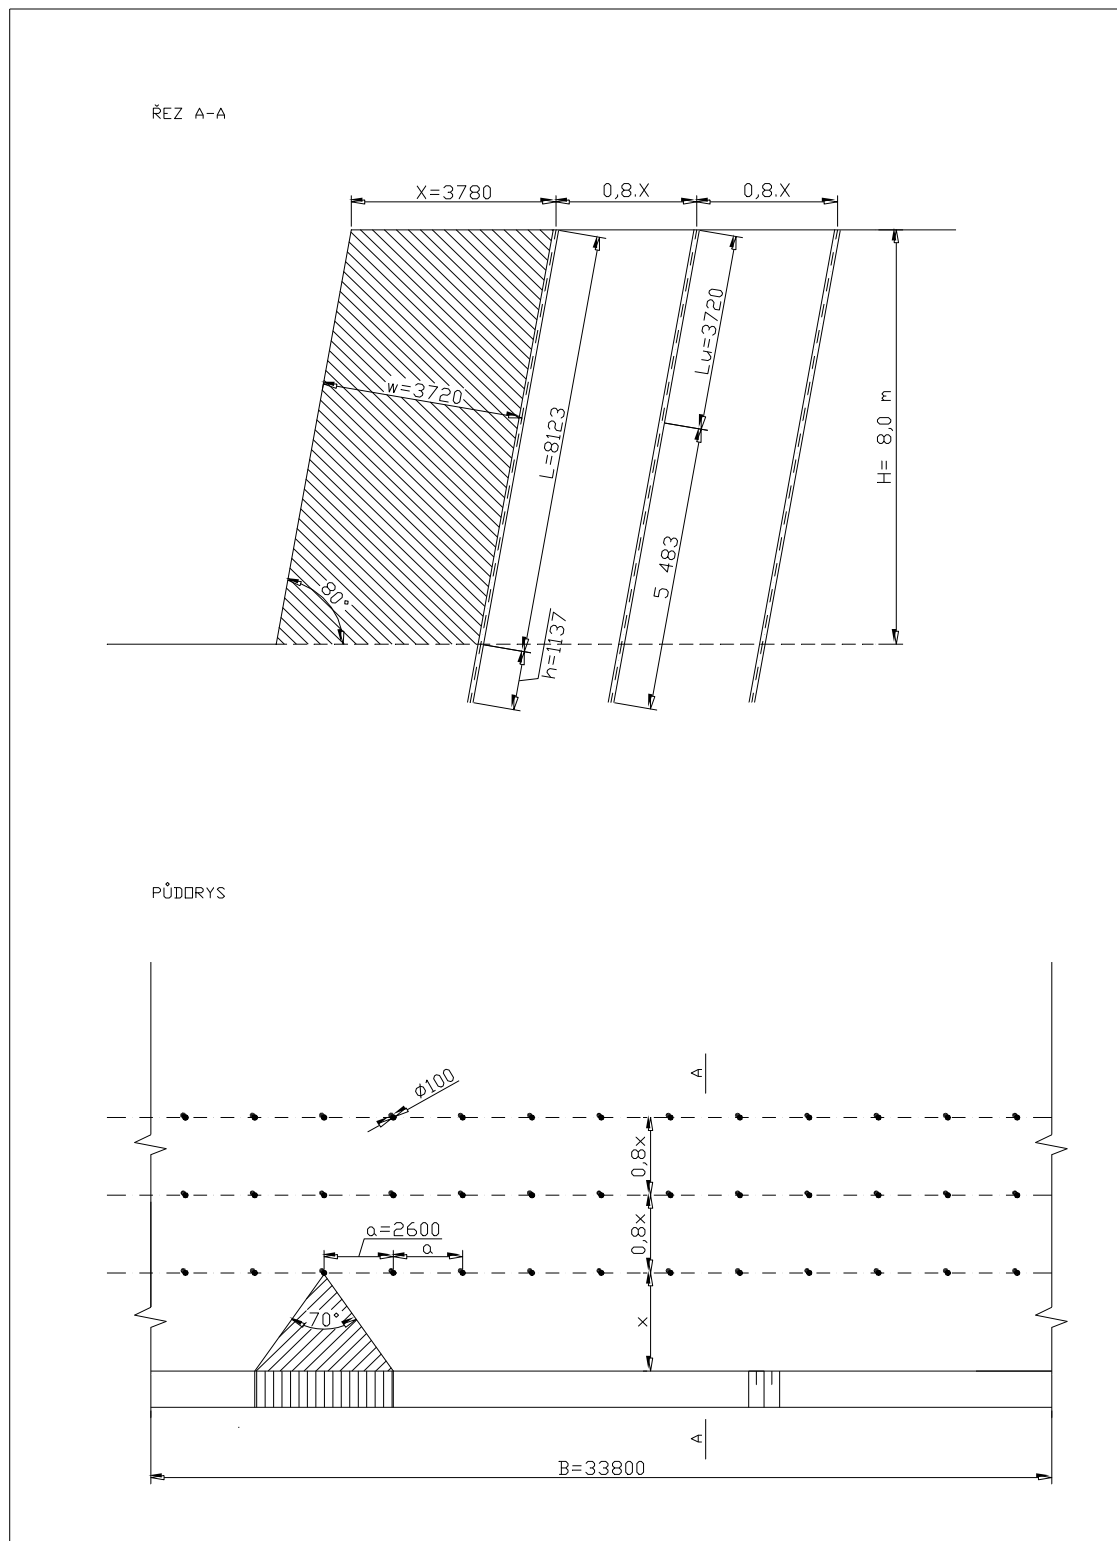 ŘEZ A-A
X=3780
0,8.X
0,8.X
w=3720
L=8123
Lu=3720
H= 8,0 m
80°
5 483
h=1137
PŮDORYS
ø100
A
0,8x
0,8x
a=2600
a
70°
x
A
B=33800